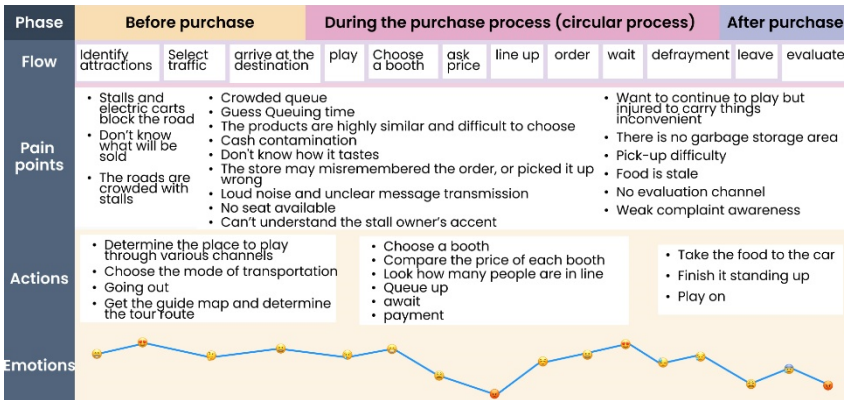 Phase
Before purchase
During the purchase process (circular process)
After purchase
Flow
Identify
attractions
Select
traffic
arrive at the
destination
play
Choose
a booth
ask
price
line up
order
wait
defrayment
leave
evaluate
Pain
points
• Stalls and
electric carts
block the road
• Don't know
what will be
sold
• The roads are
crowded with
stalls
• Crowded queue
• Guess Queuing time
• The products are highly similar and difficult to choose
• Cash contamination
• Don't know how it tastes
• The store may misremembered the order, or picked it up
wrong
• Loud noise and unclear message transmission
• No seat available
• Can't understand the stall owner's accent
• Want to continue to play but
injured to carry things
inconvenient
• There is no garbage storage area
• Pick-up difficulty
• Food is stale
• No evaluation channel
• Weak complaint awareness
Actions
• Determine the place to play
through various channels
• Choose the mode of transportation
• Going out
• Get the guide map and determine
the tour route
• Choose a booth
• Compare the price of each booth
• Look how many people are in line
• Queue up
• await
• payment
• Take the food to the car
• Finish it standing up
• Play on
Emotions